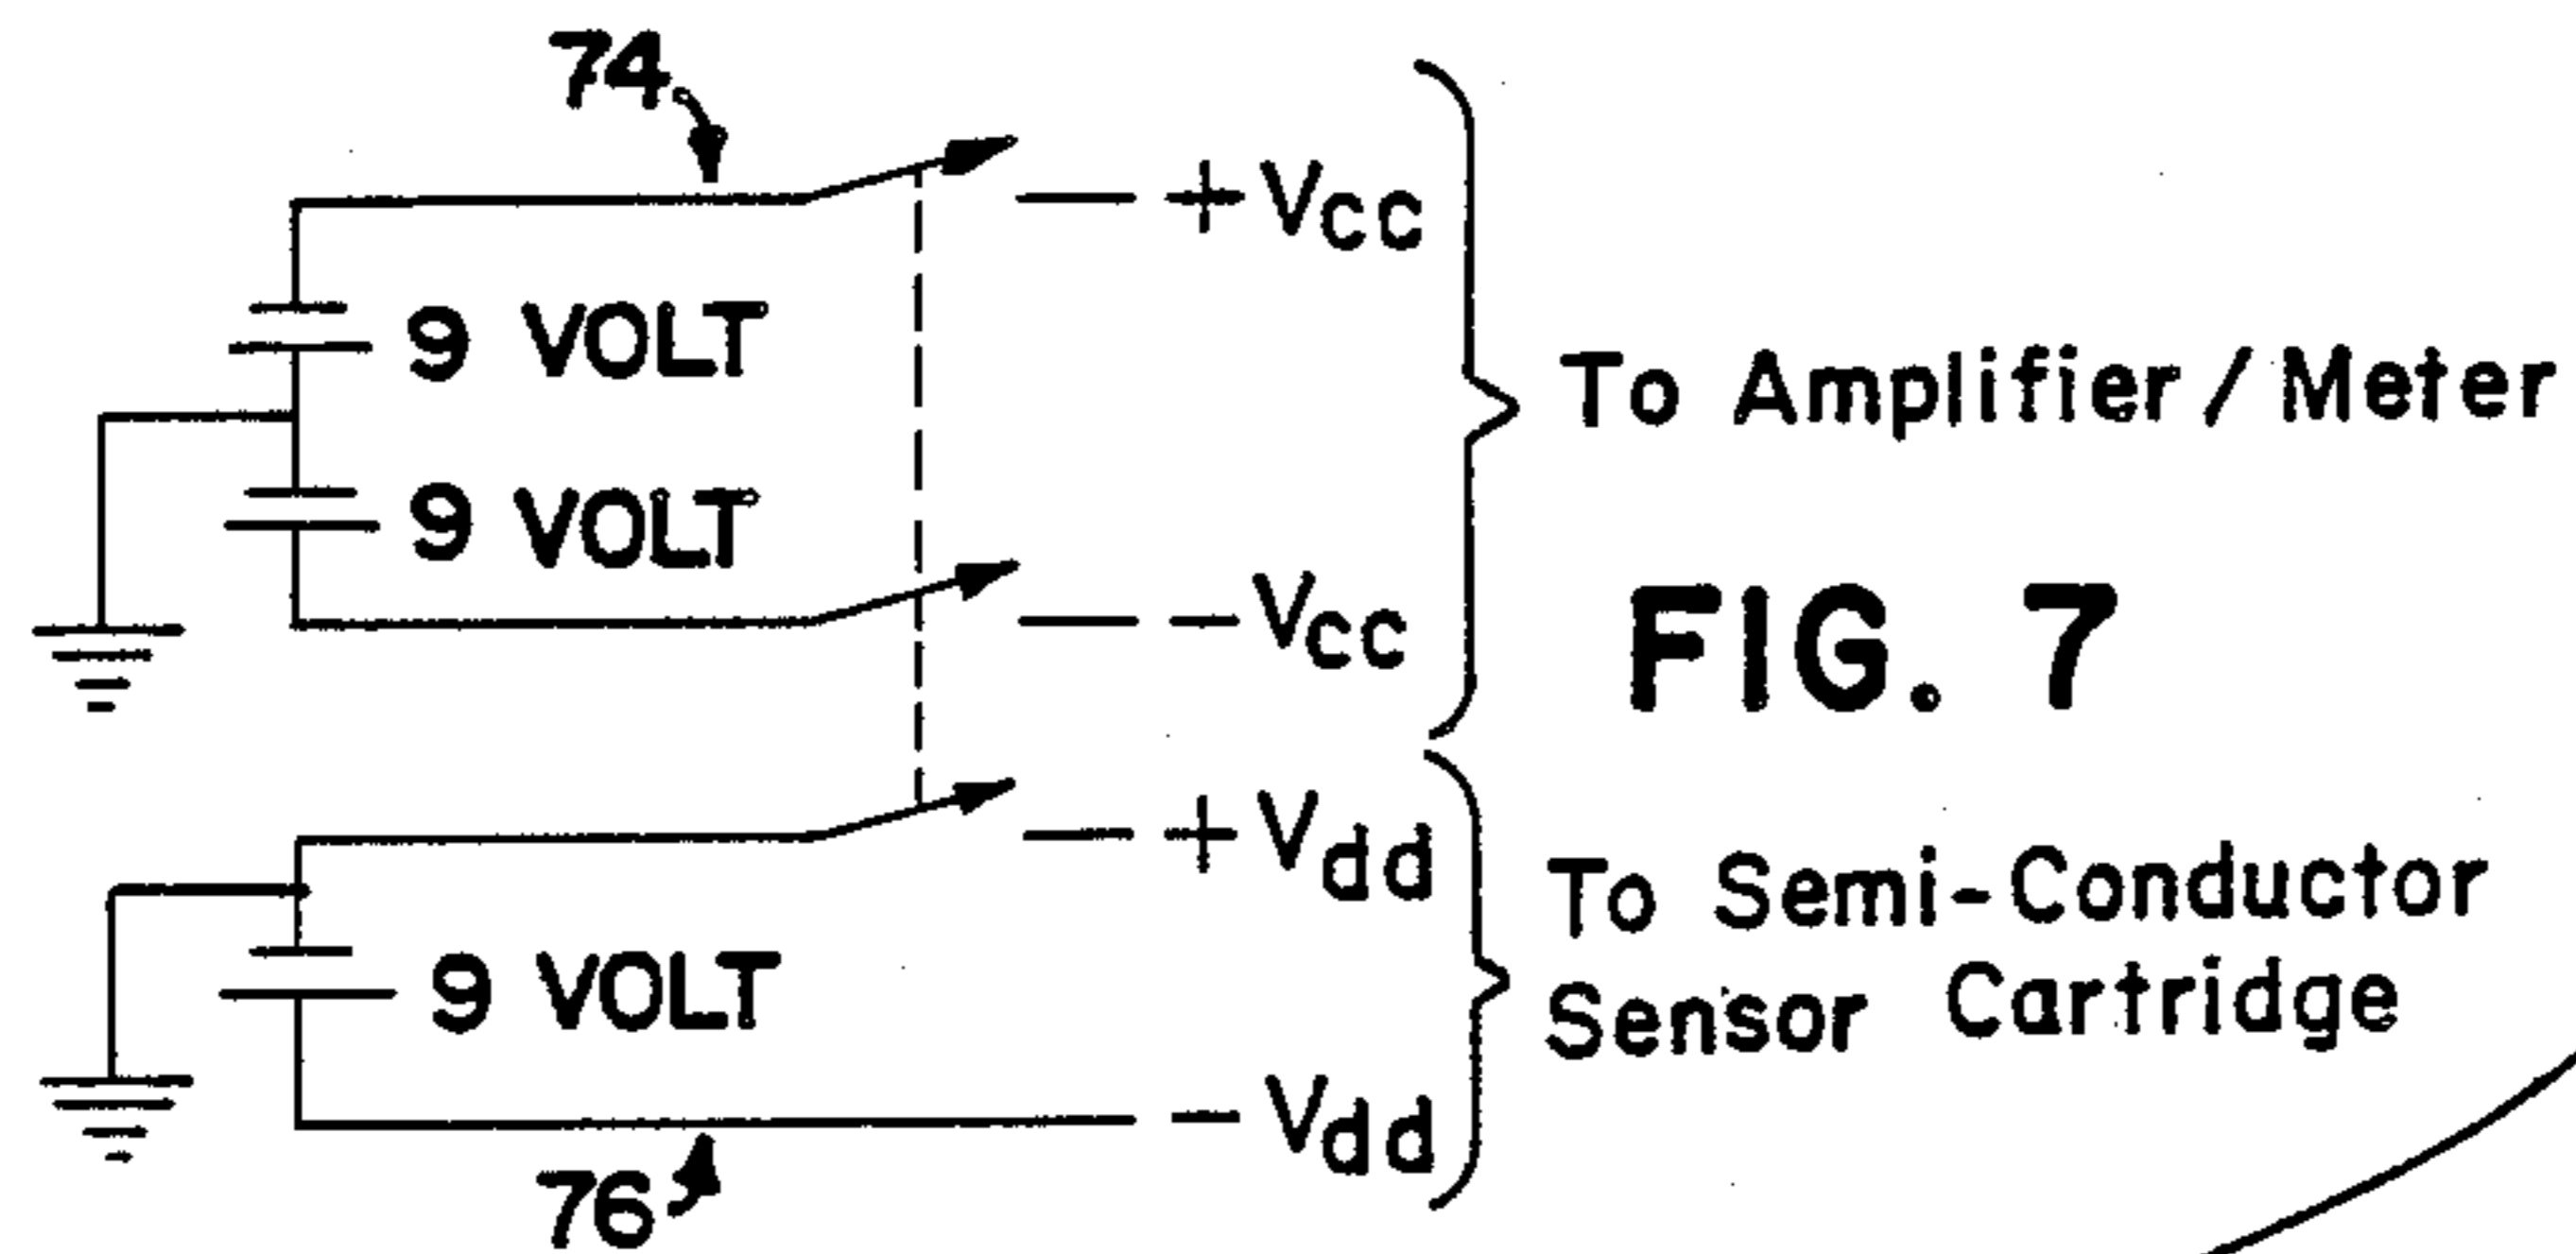 74
+ Vcc
9 VOLT
To Amplifier / Meter
9 VOLT
- Vcc
FIG. 7
+ Vdd
To Semi-Conductor
Sensor Cartridge
9 VOLT
- Vdd
76